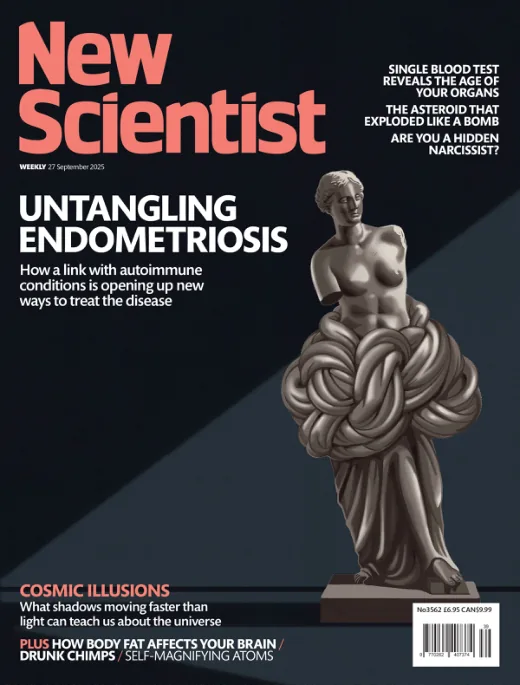 New
Scientist
WEEKLY 27 September 2025
SINGLE BLOOD TEST
REVEALS THE AGE OF
YOUR ORGANS
THE ASTEROID THAT
EXPLODED LIKE A BOMB
ARE YOU A HIDDEN
NARCISSIST?
UNTANGLING
ENDOMETRIOSIS
How a link with autoimmune
conditions is opening up new
ways to treat the disease
COSMIC ILLUSIONS
What shadows moving faster than
light can teach us about the universe
PLUS HOW BODY FAT AFFECTS YOUR BRAIN /
DRUNK CHIMPS / SELF-MAGNIFYING ATOMS
No3562 £6.95 CAN$9.99
39